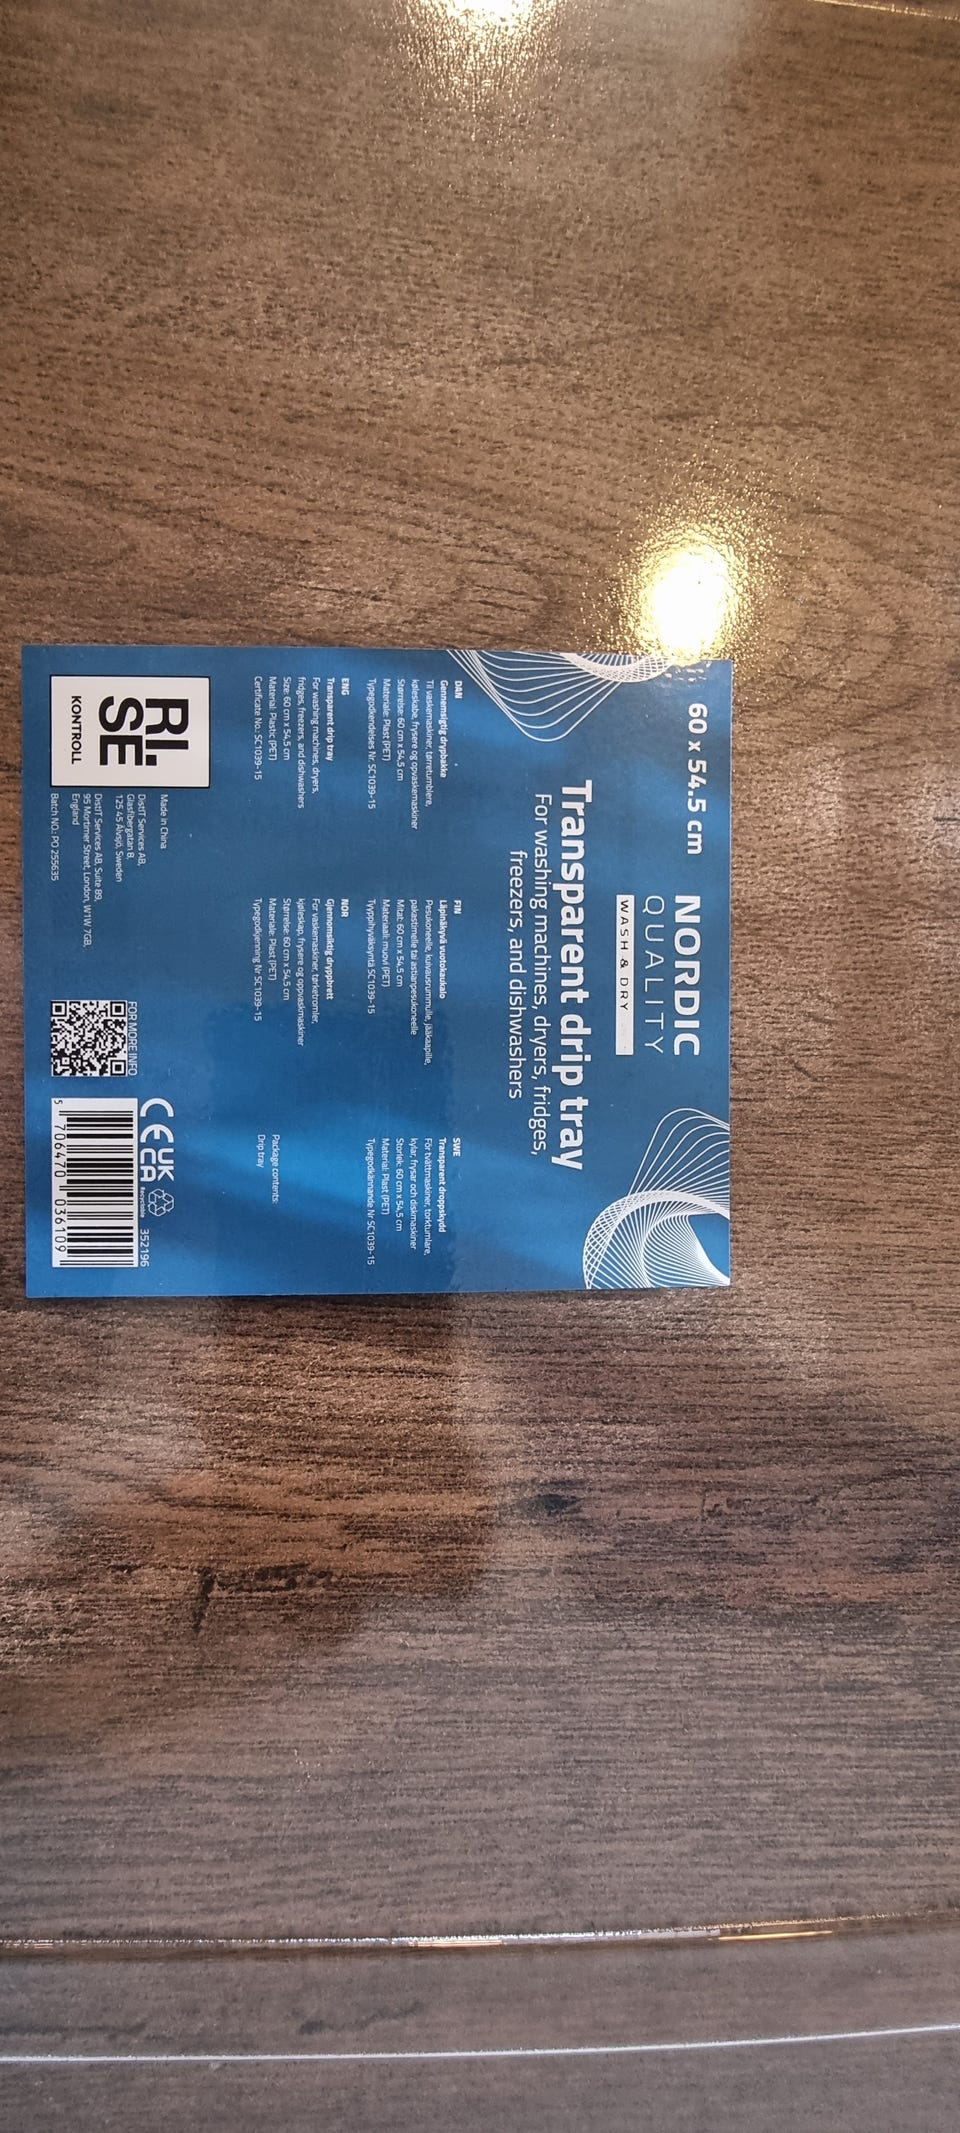 60 x 54.5 cm
NORDIC
QUALITY
WASH & DRY
Transparent drip tray
For washing machines, dryers, fridges,
freezers, and dishwashers
DAN
Gennemsigtig drypbakke
Til vaskemaskiner, tørretumblere,
køleskabe, frysere og opvaskemaskiner
Størrelse: 60 cm x 54,5 cm
Materiale: Plast (PET)
Typegodkendelses Nr. SC1039-15
FIN
Läpinäkyvä vuotokaukalo
Pesukoneelle, kuivausrummulle, jääkaapille,
pakastimelle tai astianpesukoneelle
Mitat: 60 cm x 54,5 cm
Materiaali: muovi (PET)
Tyyppihyväksyntä SC1039-15
SWE
Transparent droppskydd
För tvättmaskiner, torktumlare,
kylar, frysar och diskmaskiner
Storlek: 60 cm x 54,5 cm
Material: Plast (PET)
Typegodkännande Nr SC1039-15
ENG
Transparent drip tray
For washing machines, dryers,
fridges, freezers, and dishwashers
Size: 60 cm x 54,5 cm
Material: Plastic (PET)
Certificate No.: SC1039-15
NOR
Gjennomsiktig dryppbrett
For vaskemaskiner, tørketromler,
kjøleskap, frysere og oppvaskmaskiner
Størrelse: 60 cm x 54,5 cm
Materiale: Plast (PET)
Typegodkjenning Nr SC1039-15
Package contents:
Drip tray
RI.
SE
KONTROLL
Made in China
DistIT Services AB,
Glasfibergatan 8,
125 45 Älvsjö, Sweden
DistIT Services AB, Suite 89,
95 Mortimer Street, London, W1W 7GB,
England
Batch NO.: PO 255635
FOR MORE INFO
CE UK
CA
Recyclable
352196
5 706470 036109